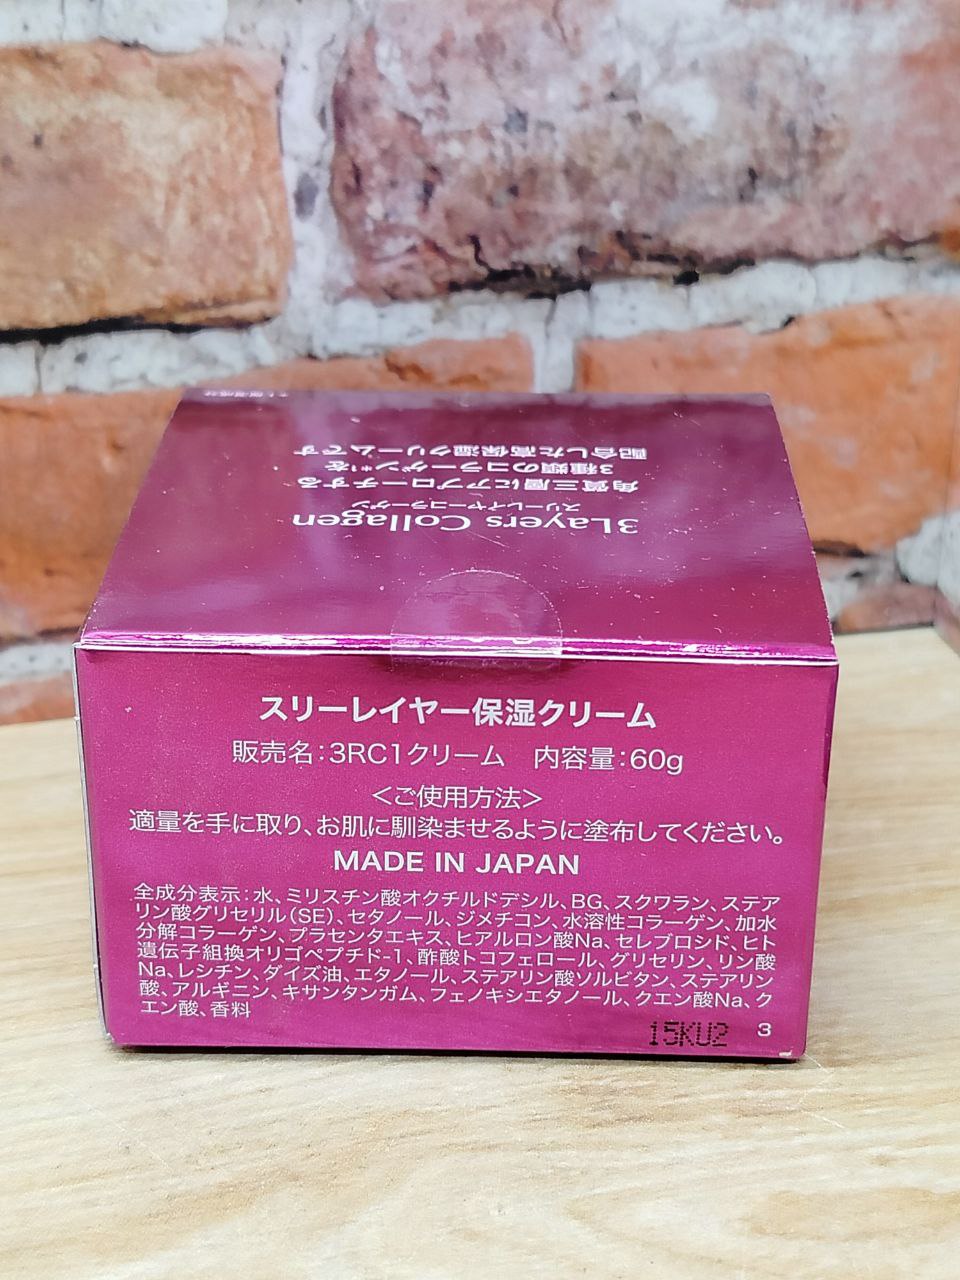 3Layers Collagen
スリーレイヤーコラーゲン
角質三層にアプローチする
3種類のコラーゲン※1を
配合した高保湿クリームです
スリーレイヤー保湿クリーム
販売名：3RC1クリーム　内容量：60g
＜ご使用方法＞
適量を手に取り、お肌に馴染ませるように塗布してください。
MADE IN JAPAN
全成分表示：水、ミリスチン酸オクチルドデシル、BG、スクワラン、ステア
リン酸グリセリル（SE）、セタノール、ジメチコン、水溶性コラーゲン、加水
分解コラーゲン、プラセンタエキス、ヒアルロン酸Na、セレブロシド、ヒト
遺伝子組換オリゴペプチド-1、酢酸トコフェロール、グリセリン、リン酸
Na、レシチン、ダイズ油、エタノール、ステアリン酸ソルビタン、ステアリン
酸、アルギニン、キサンタンガム、フェノキシエタノール、クエン酸Na、ク
エン酸、香料
15KU2
3